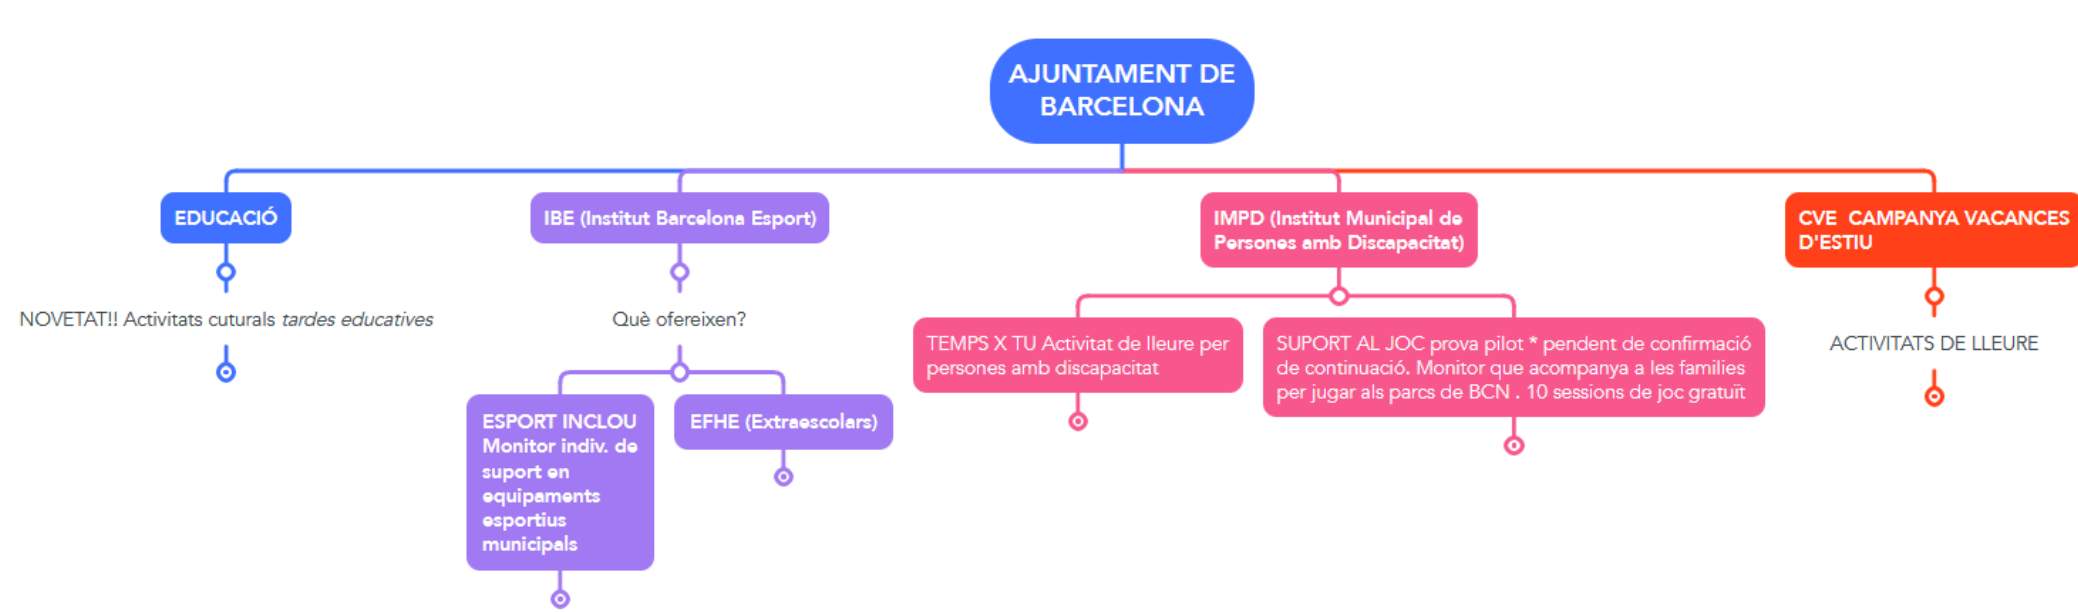 AJUNTAMENT DE
BARCELONA
EDUCACIÓ
NOVETAT!! Activitats cuturals tardes educatives
IBE (Institut Barcelona Esport)
Què ofereixen?
ESPORT INCLOU
Monitor indiv. de
suport en
equipaments
esportius
municipals
EFHE (Extraescolars)
IMPD (Institut Municipal de
Persones amb Discapacitat)
TEMPS X TU Activitat de lleure per
persones amb discapacitat
SUPORT AL JOC prova pilot * pendent de confirmació
de continuació. Monitor que acompanya a les families
per jugar als parcs de BCN . 10 sessions de joc gratuït
CVE  CAMPANYA VACANCES
D'ESTIU
ACTIVITATS DE LLEURE